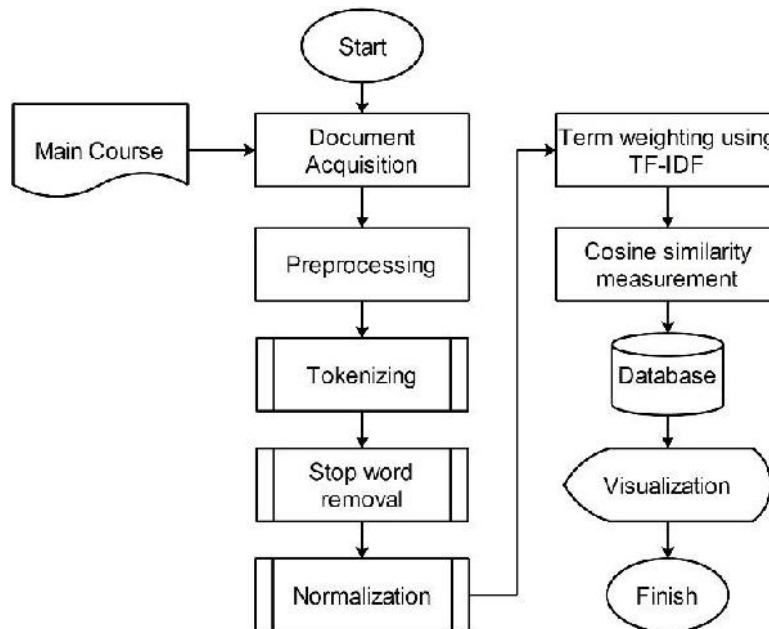 Start
Main Course
Document
Acquisition
Preprocessing
Tokenizing
Stop word
removal
Normalization
Term weighting using
TF-IDF
Cosine similarity
measurement
Database
Visualization
Finish